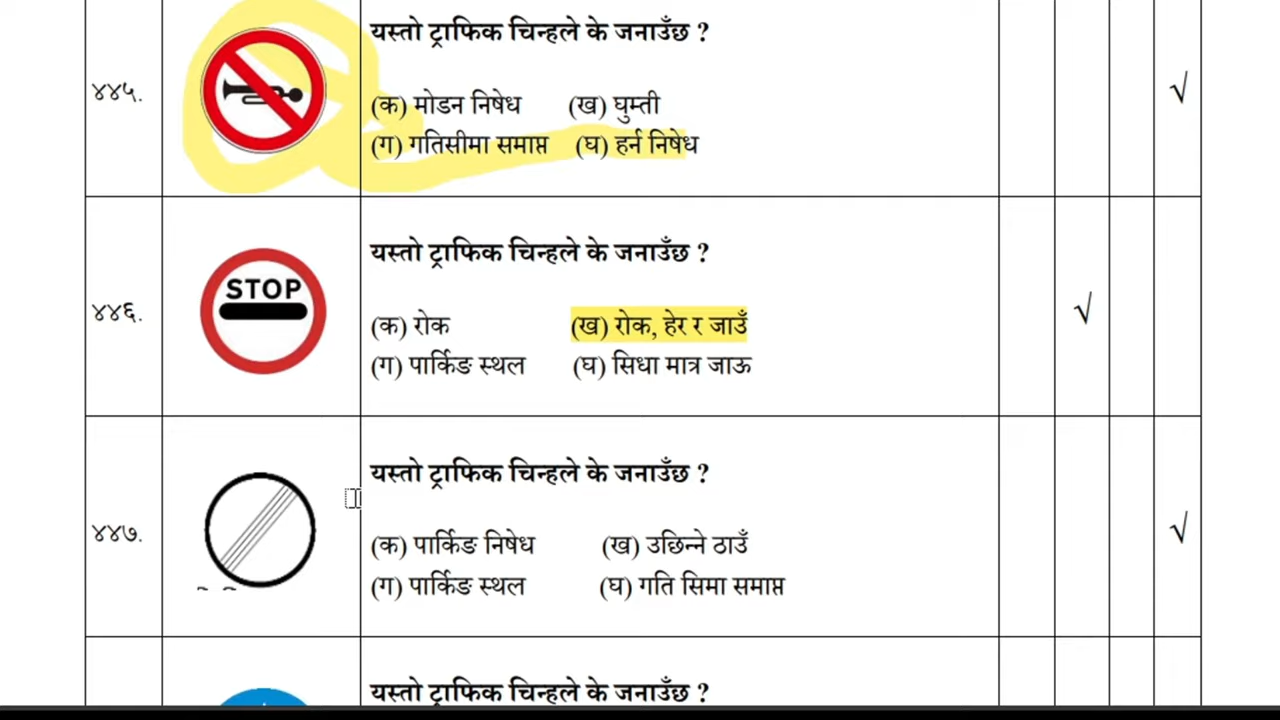 ४४५.
यस्तो ट्राफिक चिन्हले के जनाउँछ ?
(क) मोडन निषेध (ख) घुम्ती
(ग) गतिसीमा समाप्त (घ) हर्न निषेध
√
४४६.
STOP
यस्तो ट्राफिक चिन्हले के जनाउँछ ?
(क) रोक (ख) रोक, हेर र जाउँ
(ग) पार्किङ स्थल (घ) सिधा मात्र जाऊ
√
४४७.
यस्तो ट्राफिक चिन्हले के जनाउँछ ?
(क) पार्किङ निषेध (ख) उछिन्ने ठाउँ
(ग) पार्किङ स्थल (घ) गति सिमा समाप्त
√
यस्तो ट्राफिक चिन्हले के जनाउँछ ?